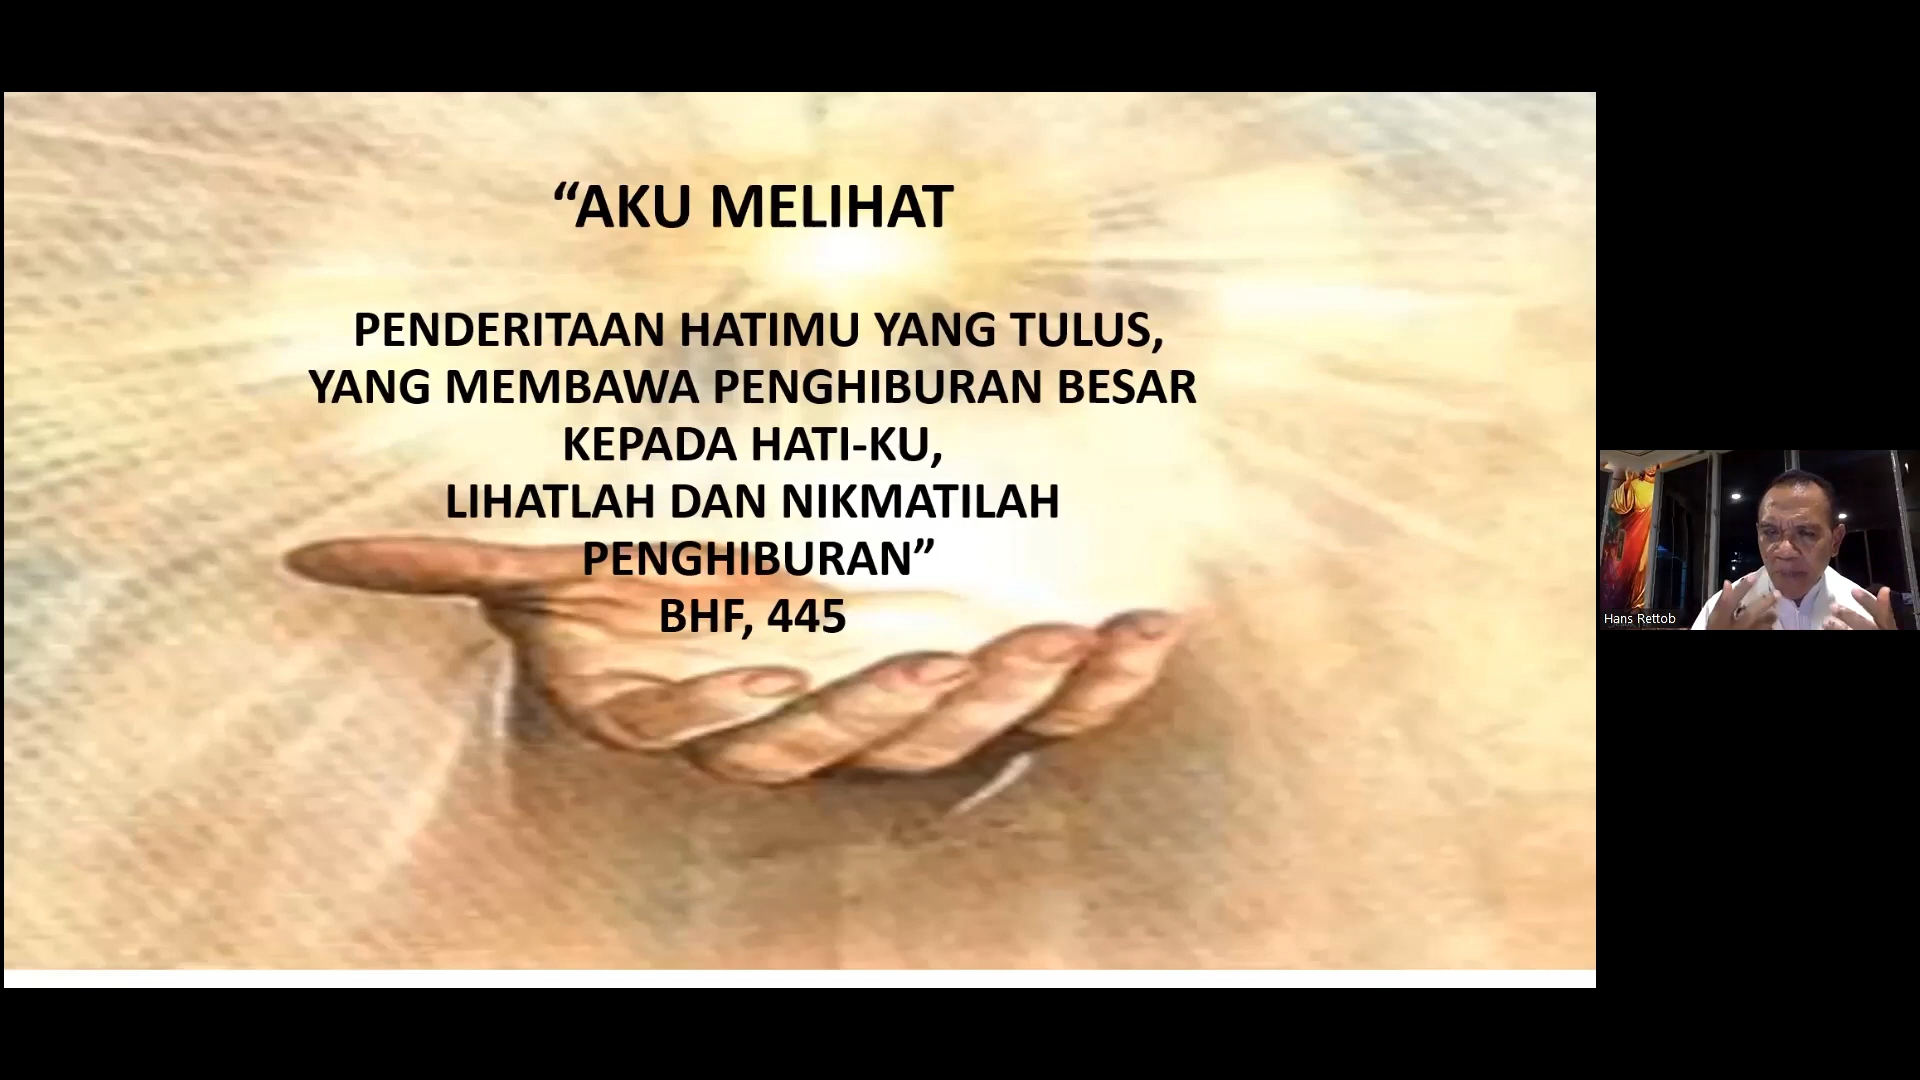 “AKU MELIHAT
PENDERITAAN HATIMU YANG TULUS,
YANG MEMBAWA PENGHIBURAN BESAR
KEPADA HATI-KU,
LIHATLAH DAN NIKMATILAH
PENGHIBURAN”
BHF, 445
Hans Rettob